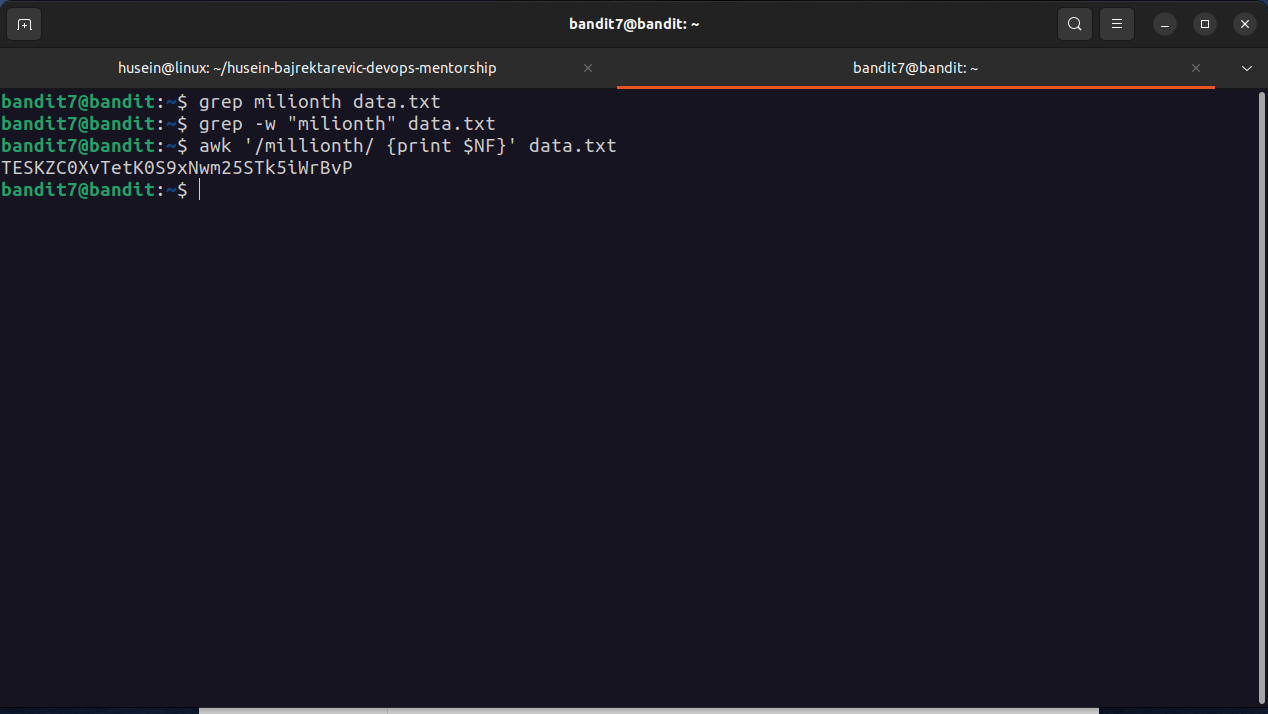 bandit7@bandit: ~
husein@linux: ~/husein-bajrektarevic-devops-mentorship
bandit7@bandit: ~
bandit7@bandit:~$ grep milionth data.txt
bandit7@bandit:~$ grep -w "milionth" data.txt
bandit7@bandit:~$ awk '/millionth/ {print $NF}' data.txt
TESKZC0XvTetK0S9xNwm25STk5iWrBvP
bandit7@bandit:~$